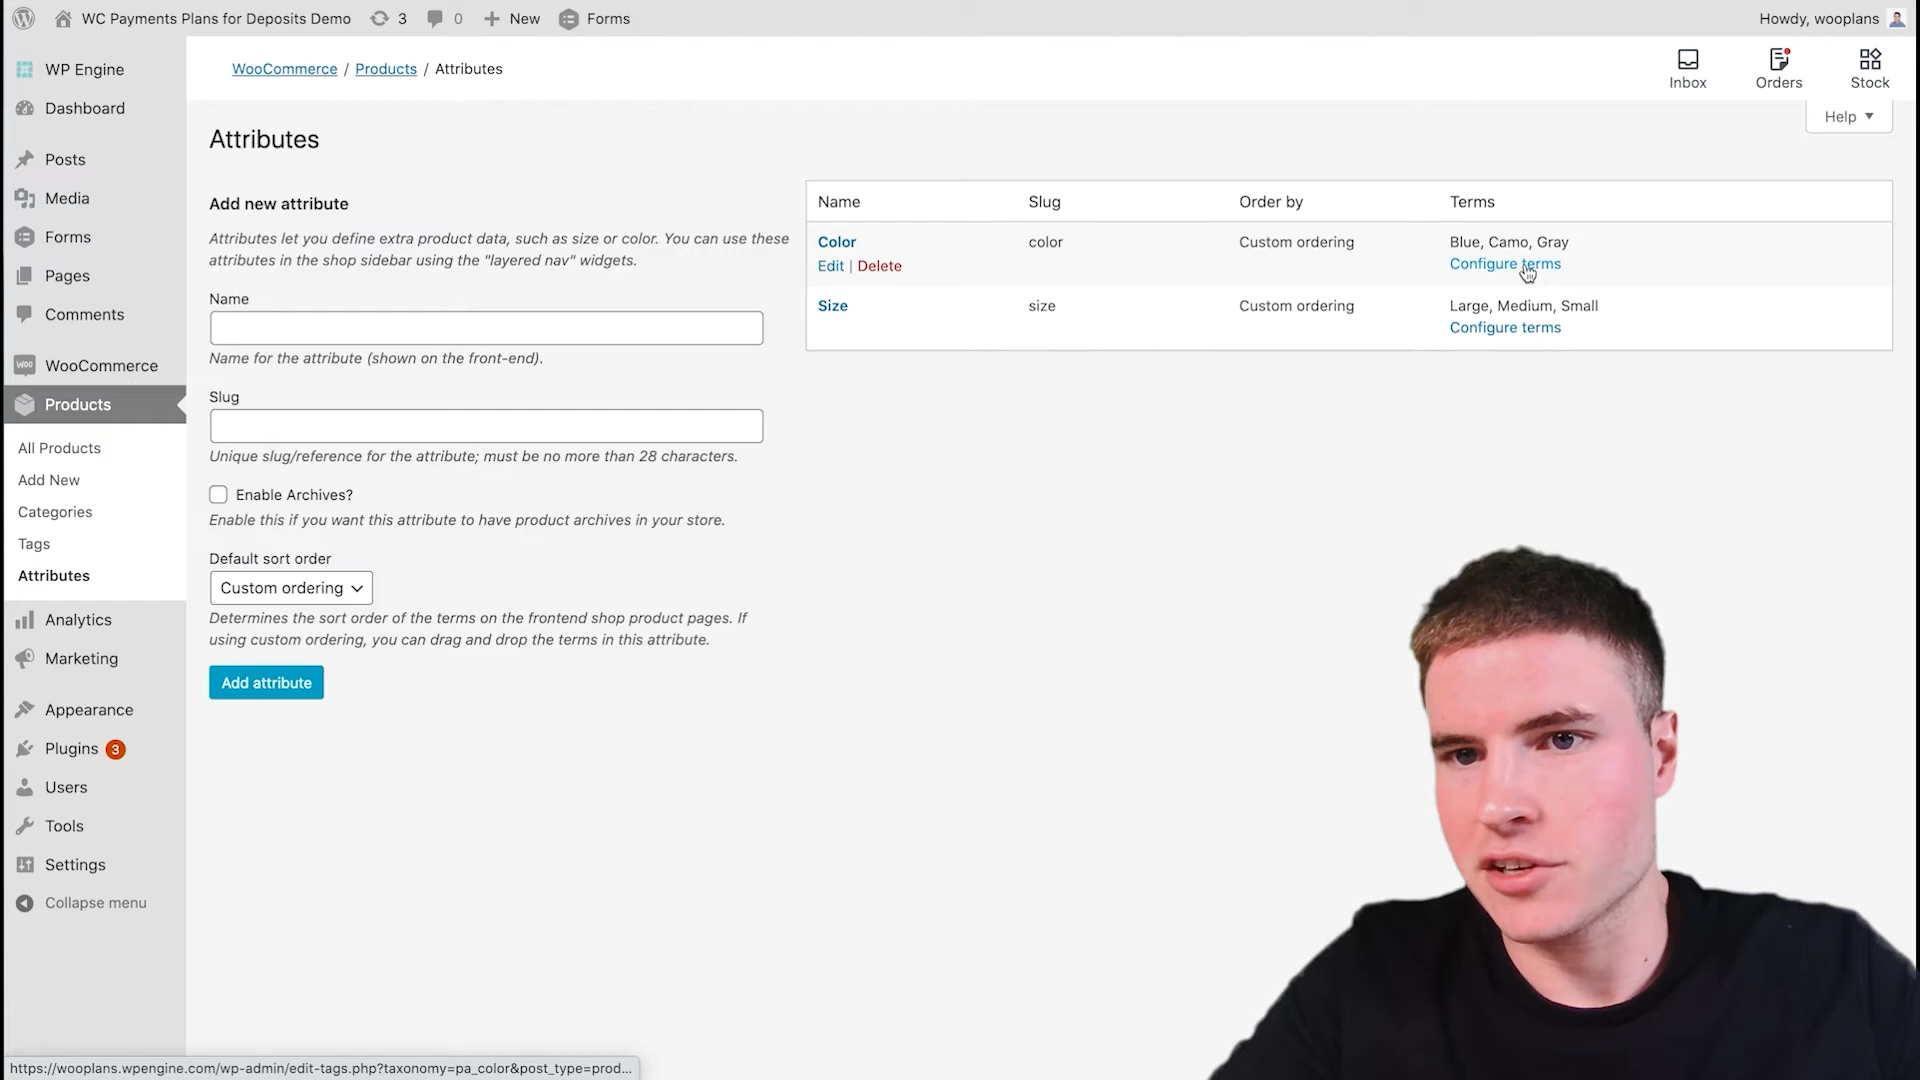 WC Payments Plans for Deposits Demo 3 0 New Forms Howdy, wooplans
WP Engine
Dashboard
Posts
Media
Forms
Pages
Comments
Woo WooCommerce
Products
All Products
Add New
Categories
Tags
Attributes
Analytics
Marketing
Appearance
Plugins 3
Users
Tools
Settings
Collapse menu
WooCommerce / Products / Attributes
Inbox Orders Stock
Help
Attributes
Add new attribute
Attributes let you define extra product data, such as size or color. You can use these
attributes in the shop sidebar using the "layered nav" widgets.
Name
Name for the attribute (shown on the front-end).
Slug
Unique slug/reference for the attribute; must be no more than 28 characters.
Enable Archives?
Enable this if you want this attribute to have product archives in your store.
Default sort order
Custom ordering
Determines the sort order of the terms on the frontend shop product pages. If
using custom ordering, you can drag and drop the terms in this attribute.
Add attribute
Name Slug Order by Terms
Color color Custom ordering Blue, Camo, Gray
Edit | Delete Configure terms
Size size Custom ordering Large, Medium, Small
Configure terms
https://wooplans.wpengine.com/wp-admin/edit-tags.php?taxonomy=pa_color&post_type=prod...